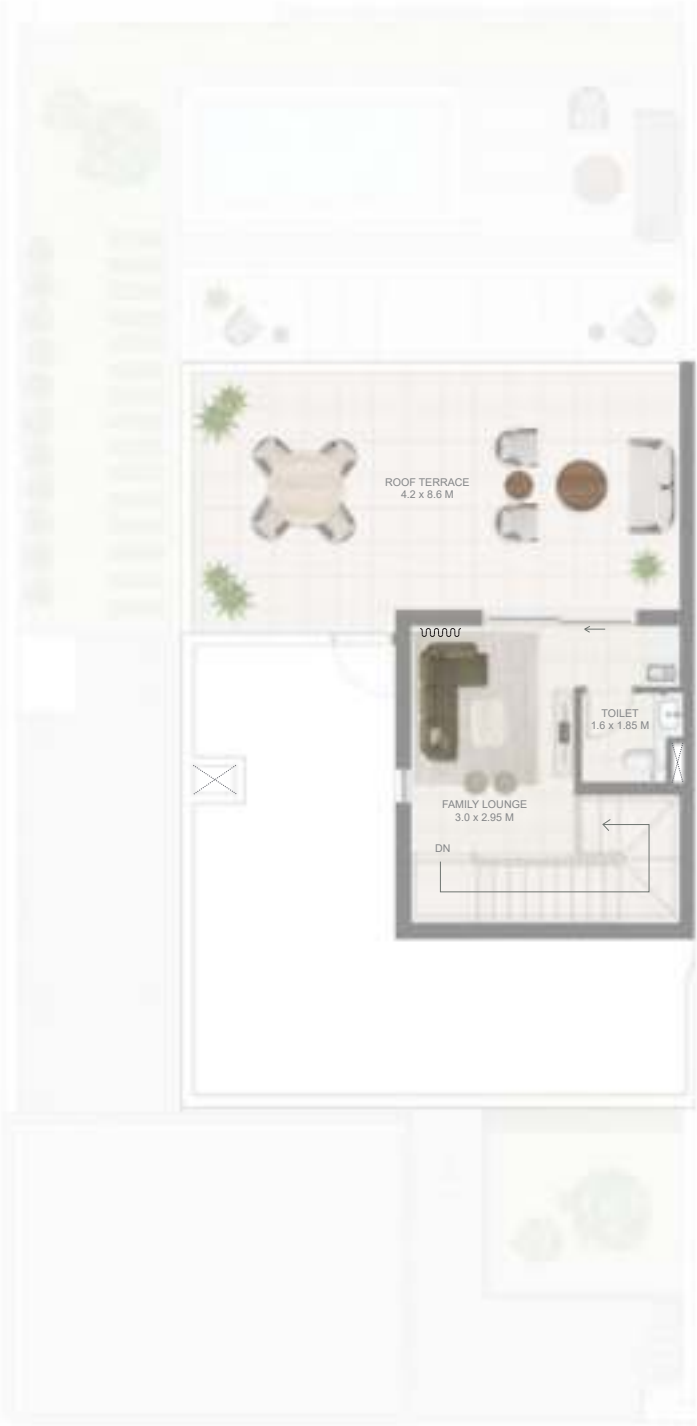 ROOF TERRACE
4.2 x 8.6 M
TOILET
1.6 x 1.85 M
FAMILY LOUNGE
3.0 x 2.95 M
DN